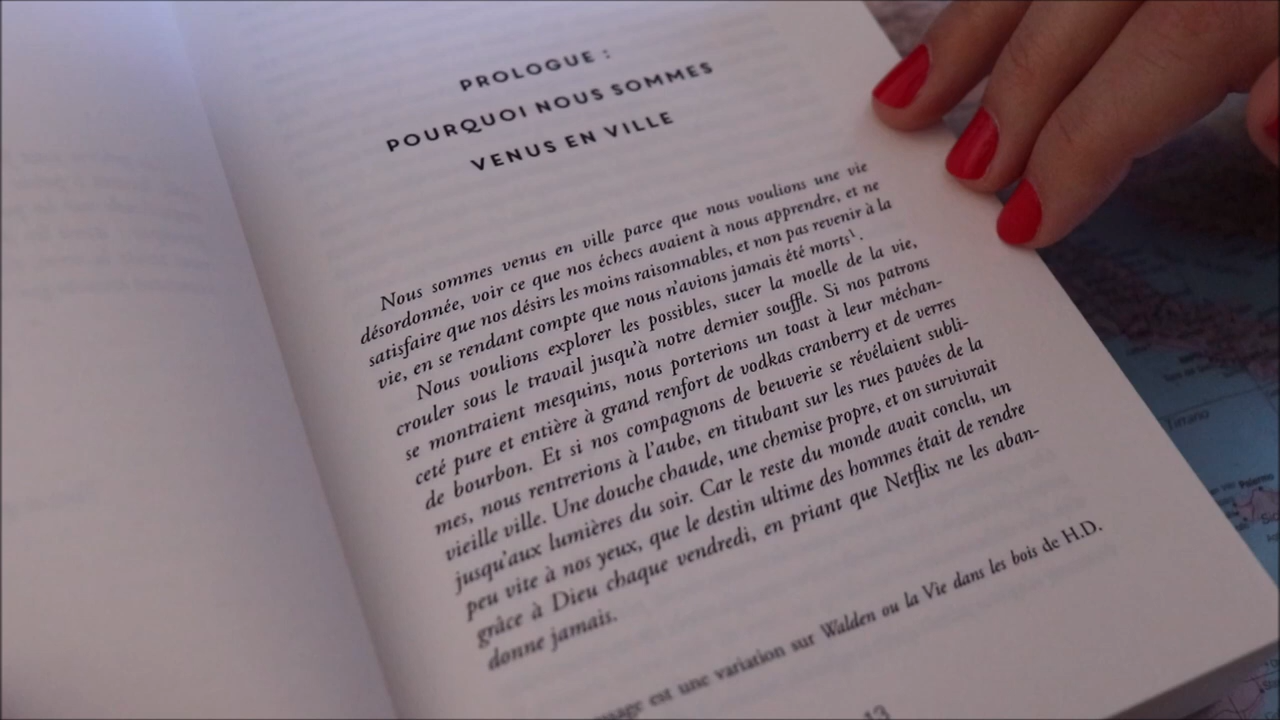 PROLOGUE :
POURQUOI NOUS SOMMES
VENUS EN VILLE
Nous sommes venus en ville parce que nous voulions une vie
désordonnée, voir ce que nos échecs avaient à nous apprendre, et ne
satisfaire que nos désirs les moins raisonnables, et non pas revenir à la
vie, en se rendant compte que nous n'avions jamais été morts¹.
Nous voulions explorer les possibles, sucer la moelle de la vie,
crouler sous le travail jusqu'à notre dernier souffle. Si nos patrons
se montraient mesquins, nous porterions un toast à leur méchan-
ceté pure et entière à grand renfort de vodkas cranberry et de verres
de bourbon. Et si nos compagnons de beuverie se révélaient subli-
mes, nous rentrerions à l'aube, en titubant sur les rues pavées de la
vieille ville. Une douche chaude, une chemise propre, et on survivrait
jusqu'aux lumières du soir. Car le reste du monde avait conclu, un
peu vite à nos yeux, que le destin ultime des hommes était de rendre
grâce à Dieu chaque vendredi, en priant que Netflix ne les aban-
donne jamais.
est une variation sur Walden ou la Vie dans les bois de H.D.
13
Tirrano
Palermo